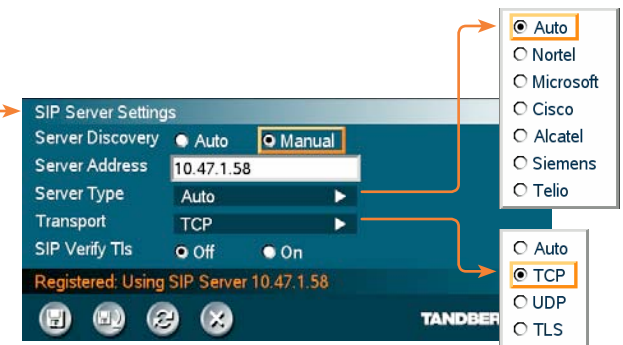 SIP Server Settings
Server Discovery Auto Manual
Server Address 10.47.1.58
Server Type Auto
Transport TCP
SIP Verify Tls Off On
Registered: Using SIP Server 10.47.1.58
Auto
Nortel
Microsoft
Cisco
Alcatel
Siemens
Telio
Auto
TCP
UDP
TLS